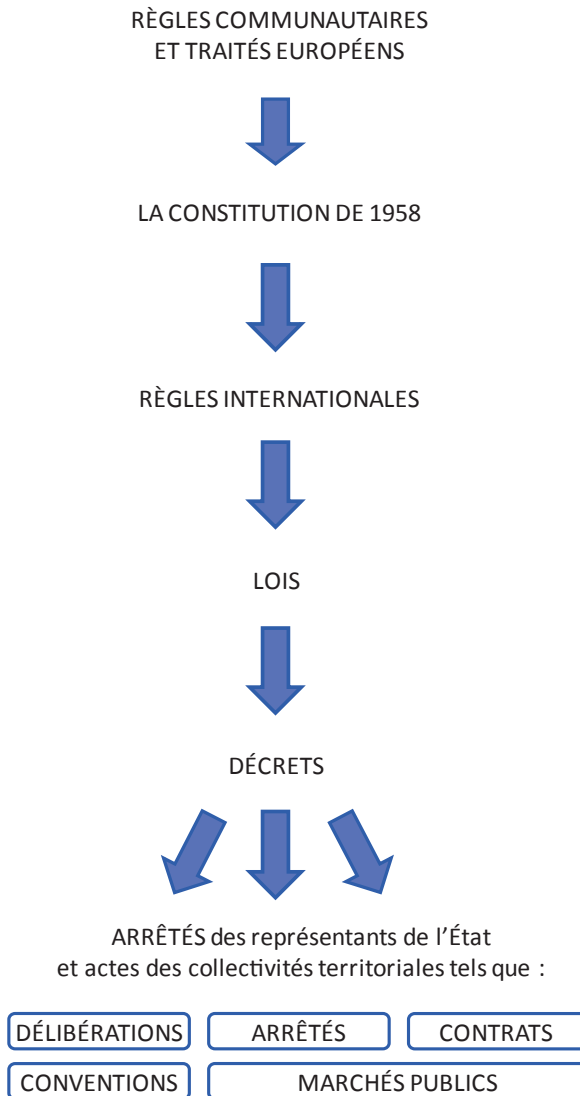 RÈGLES COMMUNAUTAIRES
ET TRAITÉS EUROPÉENS
LA CONSTITUTION DE 1958
RÈGLES INTERNATIONALES
LOIS
DÉCRETS
ARRÊTÉS des représentants de l'État
et actes des collectivités territoriales tels que :
DÉLIBÉRATIONS ARRÊTÉS CONTRATS
CONVENTIONS MARCHÉS PUBLICS